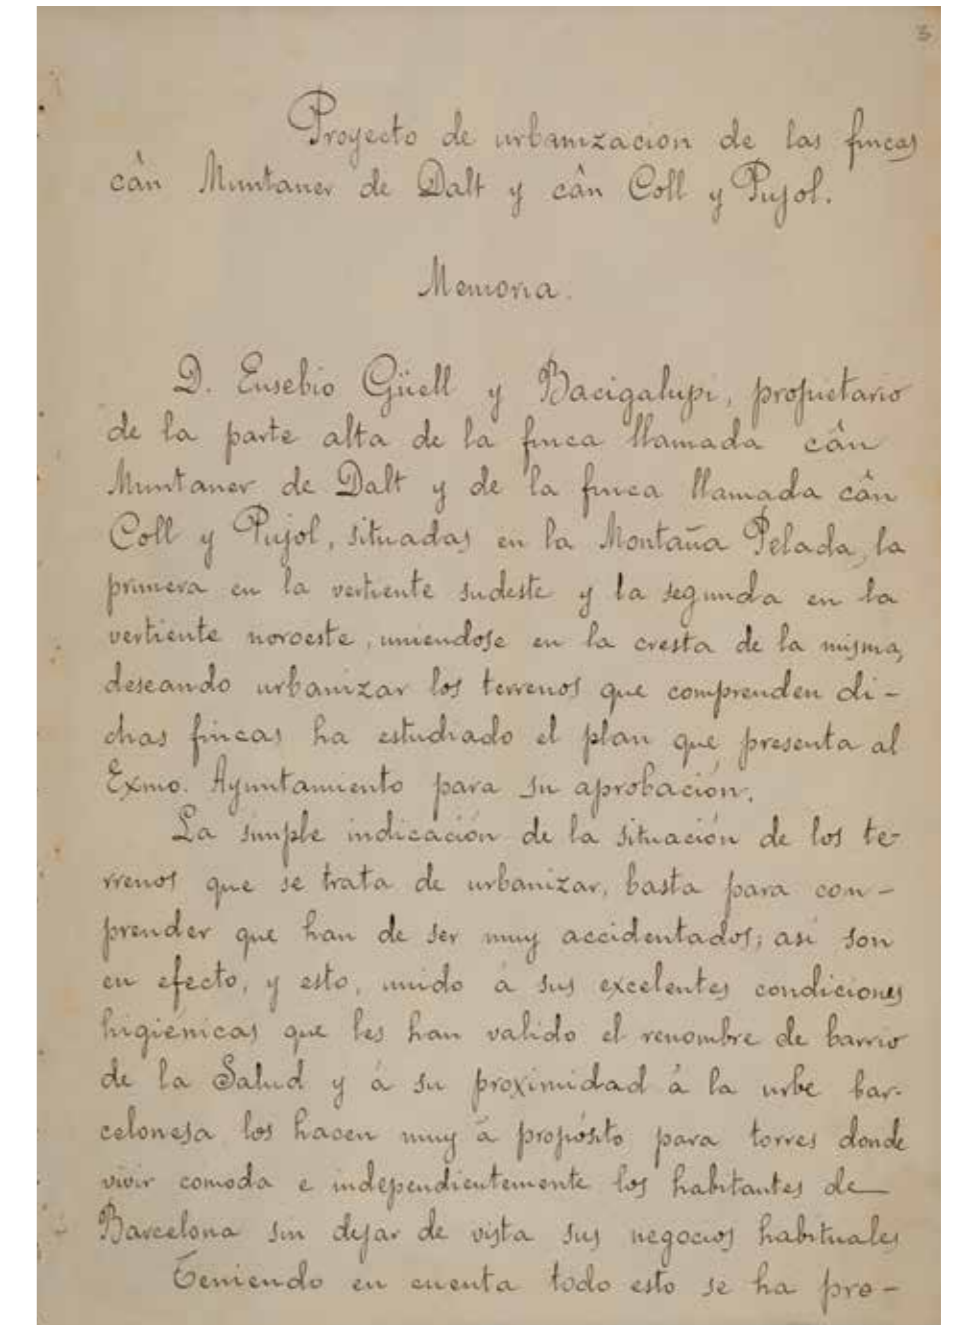 3
Proyecto de urbanizacion de las fincas
cân Muntaner de Dalt y cân Coll y Pujol.
Memoria.
D. Eusebio Güell y Bacigalupi, propietario
de la parte alta de la finca llamada cân
Muntaner de Dalt y de la finca llamada cân
Coll y Pujol, situadas en la Montaña Pelada, la
primera en la vertiente sudeste y la segunda en la
vertiente noroeste, uniendose en la cresta de la misma,
deseando urbanizar los terrenos que comprenden di-
chas fincas ha estudiado el plan que presenta al
Exmo. Ayuntamiento para su aprobación.
La simple indicación de la situación de los te-
rrenos que se trata de urbanizar, basta para com-
prender que han de ser muy accidentados; asi son
en efecto, y esto, unido á sus excelentes condiciones
higiénicas que les han valido el renombre de barrio
de la Salud y á su proximidad á la urbe bar-
celonesa los hacen muy á propósito para torres donde
vivir comoda e independientemente los habitantes de
Barcelona sin dejar de vista sus negocios habituales
Teniendo en cuenta todo esto se ha pro-